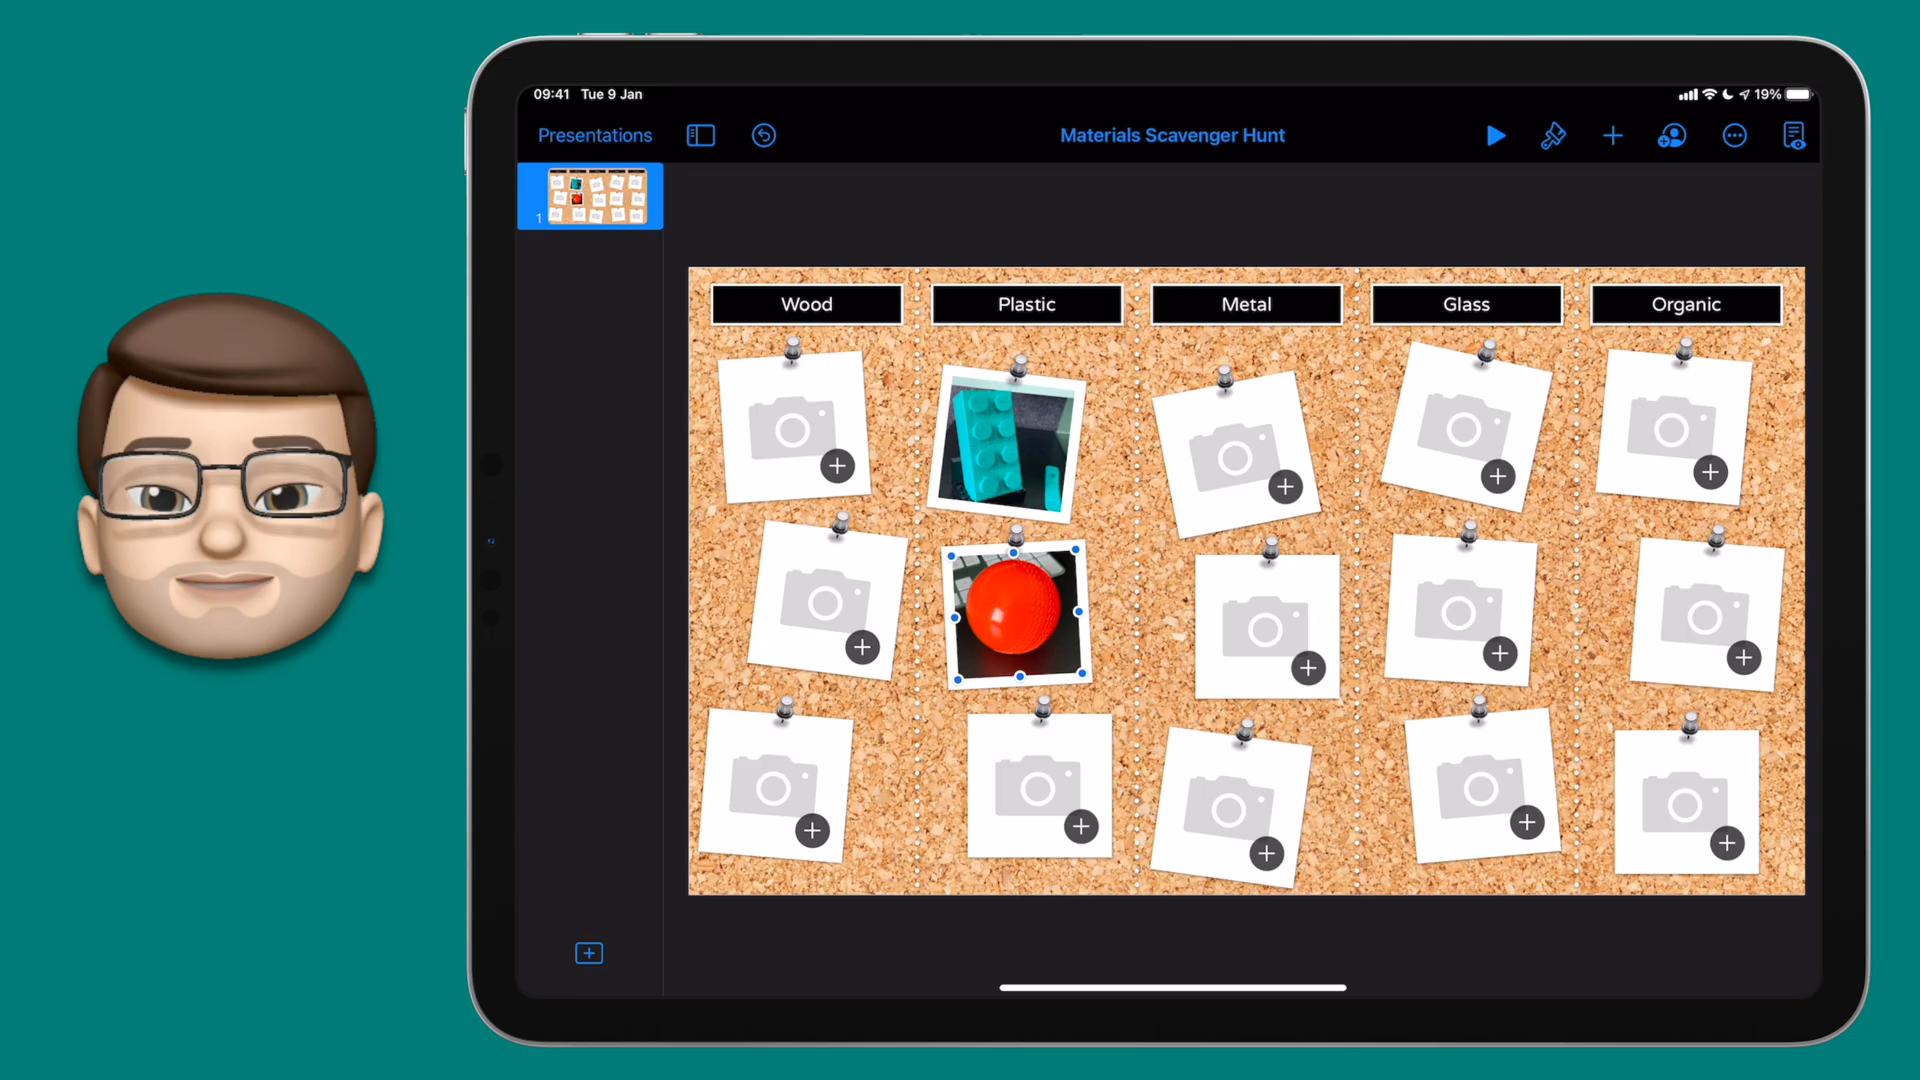 09:41 Tue 9 Jan
19%
Presentations
Materials Scavenger Hunt
1
Wood
Plastic
Metal
Glass
Organic